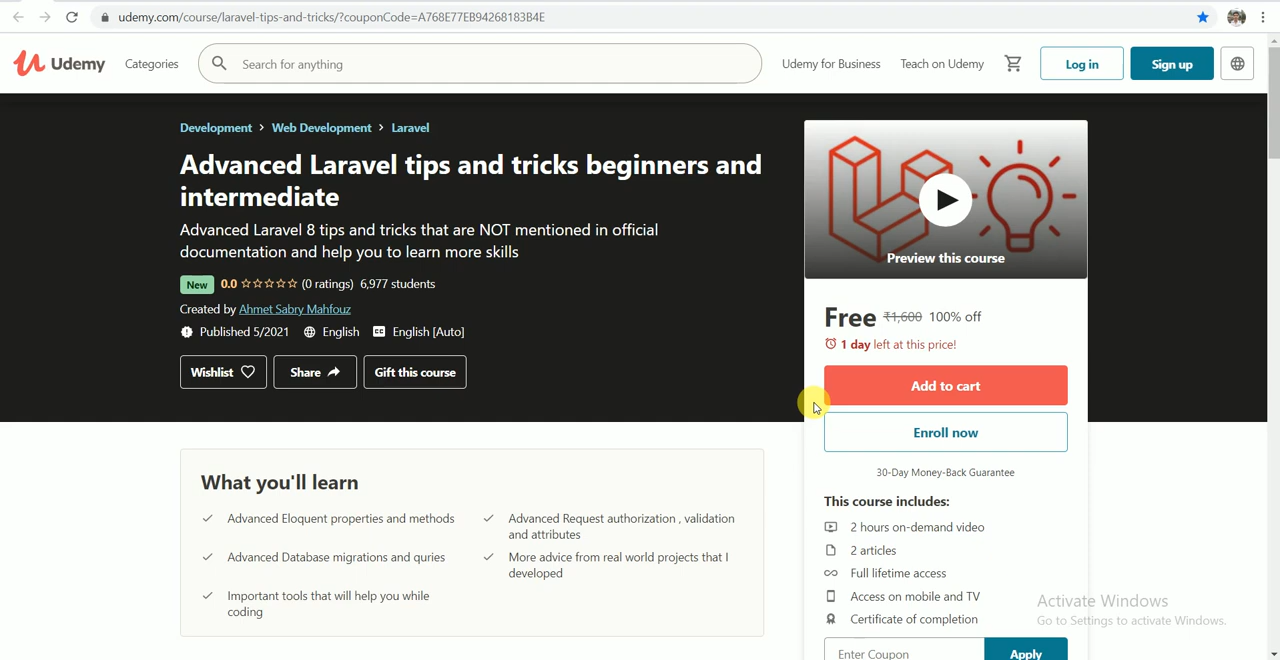 udemy.com/course/laravel-tips-and-tricks/?couponCode=A768E77EB94268183B4E
Udemy
Categories
Search for anything
Udemy for Business
Teach on Udemy
Log in
Sign up
Development > Web Development > Laravel
Advanced Laravel tips and tricks beginners and
intermediate
Advanced Laravel 8 tips and tricks that are NOT mentioned in official
documentation and help you to learn more skills
New 0.0 (0 ratings) 6,977 students
Created by Ahmet Sabry Mahfouz
Published 5/2021 English CC English [Auto]
Wishlist
Share
Gift this course
Preview this course
Free ₹1,600 100% off
1 day left at this price!
Add to cart
Enroll now
30-Day Money-Back Guarantee
This course includes:
2 hours on-demand video
2 articles
Full lifetime access
Access on mobile and TV
Certificate of completion
Enter Coupon
Apply
What you'll learn
Advanced Eloquent properties and methods
Advanced Database migrations and quries
Important tools that will help you while
coding
Advanced Request authorization , validation
and attributes
More advice from real world projects that I
developed
Activate Windows
Go to Settings to activate Windows.